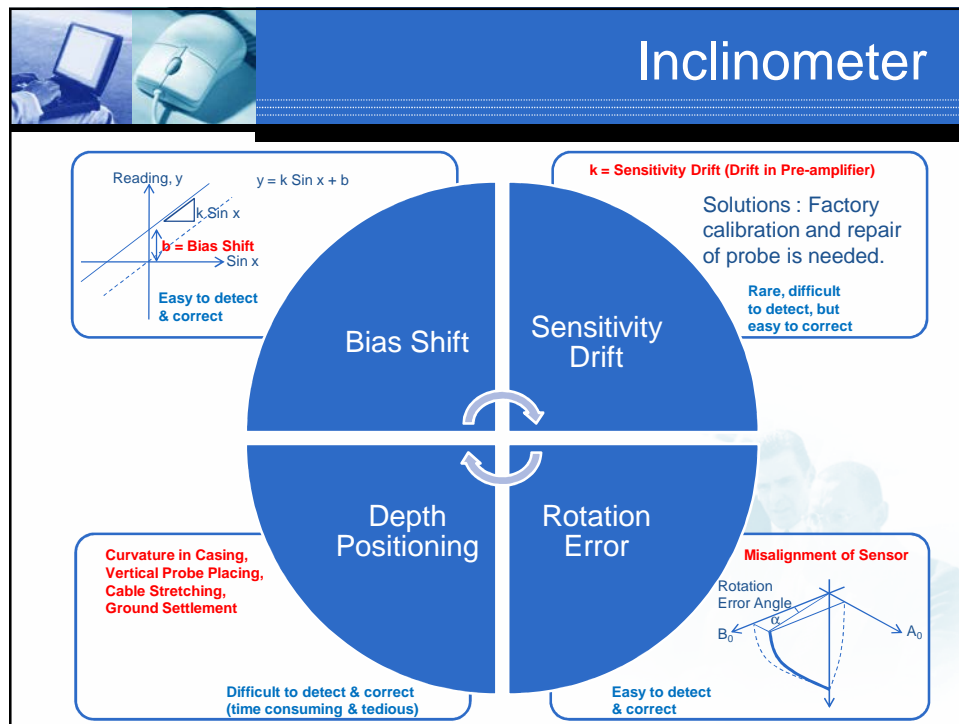 Inclinometer
Reading, y
y = k Sin x + b
k Sin x
b = Bias Shift
Sin x
Easy to detect
& correct
k = Sensitivity Drift (Drift in Pre-amplifier)
Solutions : Factory
calibration and repair
of probe is needed.
Rare, difficult
to detect, but
easy to correct
Bias Shift
Sensitivity
Drift
Depth
Positioning
Rotation
Error
Curvature in Casing,
Vertical Probe Placing,
Cable Stretching,
Ground Settlement
Difficult to detect & correct
(time consuming & tedious)
Misalignment of Sensor
Rotation
Error Angle
α
B₀
A₀
Easy to detect
& correct